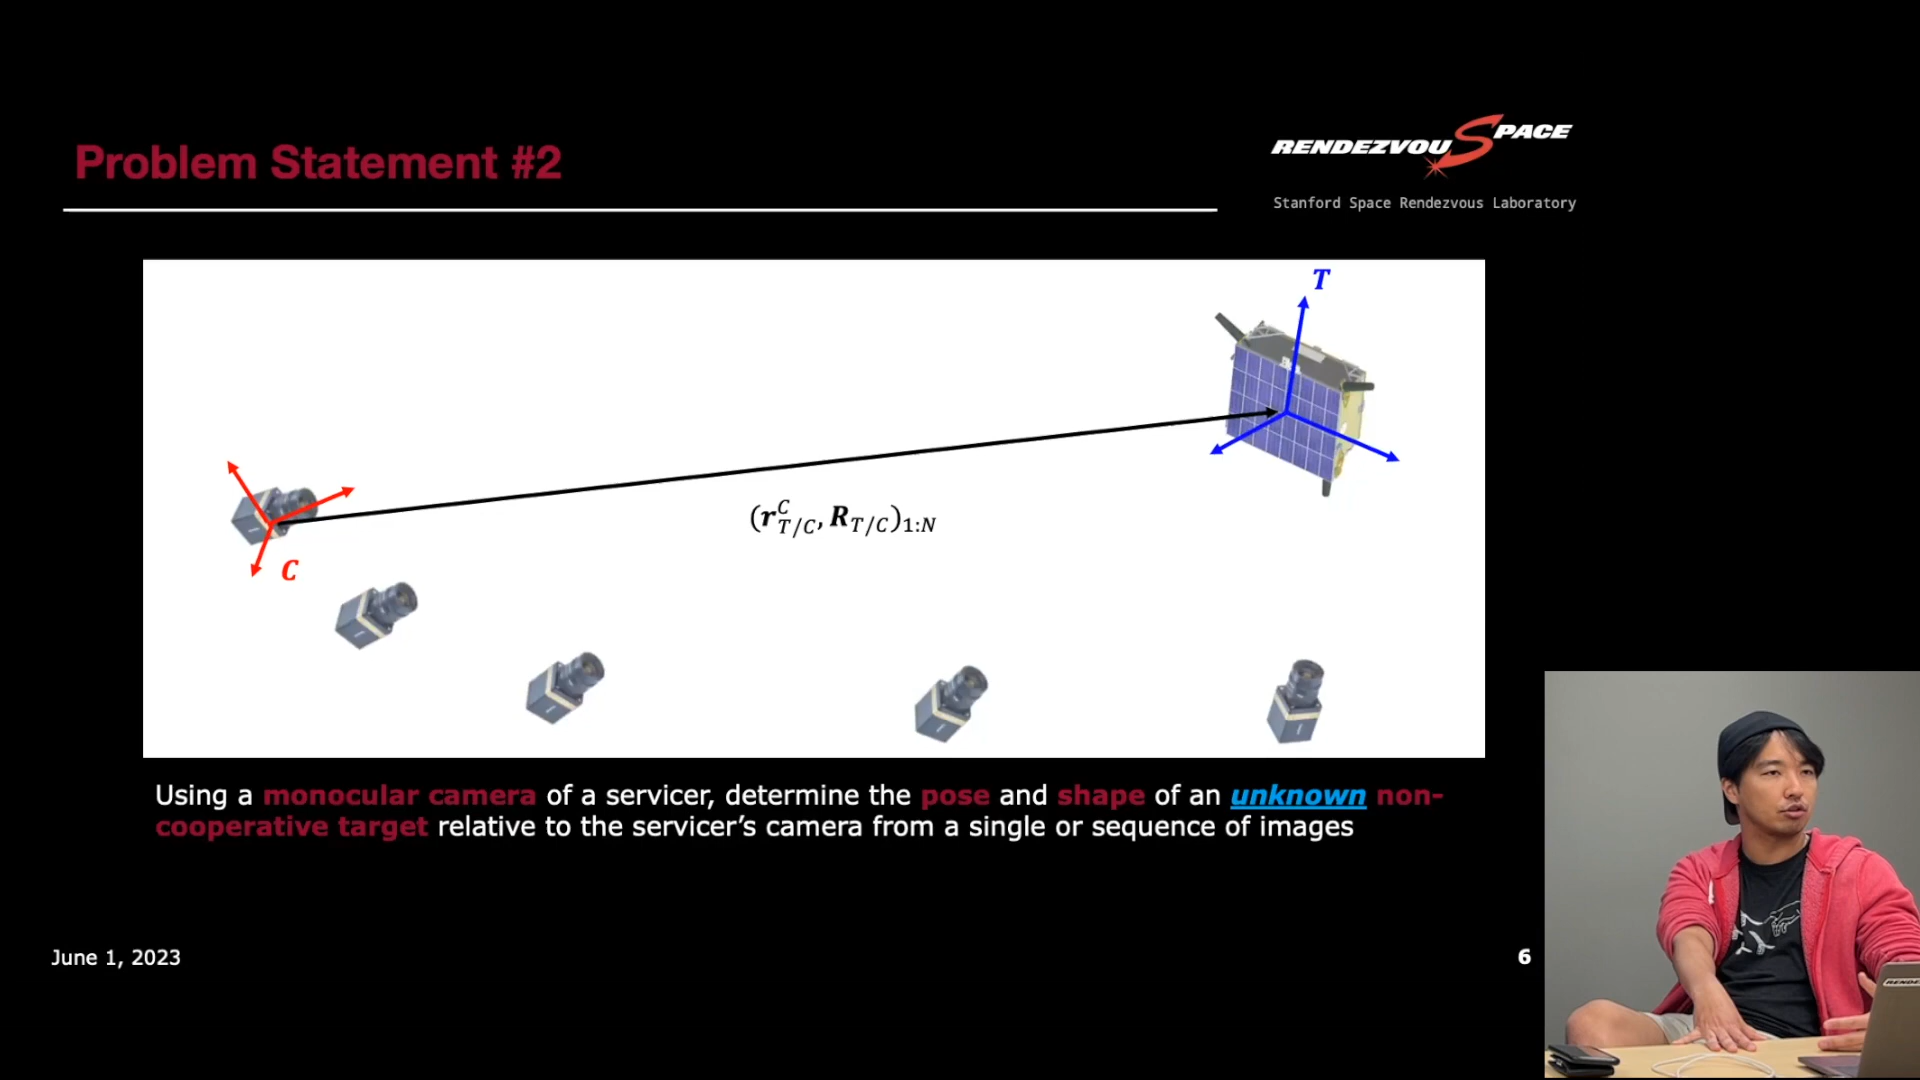 Problem Statement #2
RENDEZVOUSPACE
Stanford Space Rendezvous Laboratory
T
(r^C_{T/C}, R_{T/C})_{1:N}
C
Using a monocular camera of a servicer, determine the pose and shape of an unknown non-
cooperative target relative to the servicer’s camera from a single or sequence of images
June 1, 2023
6